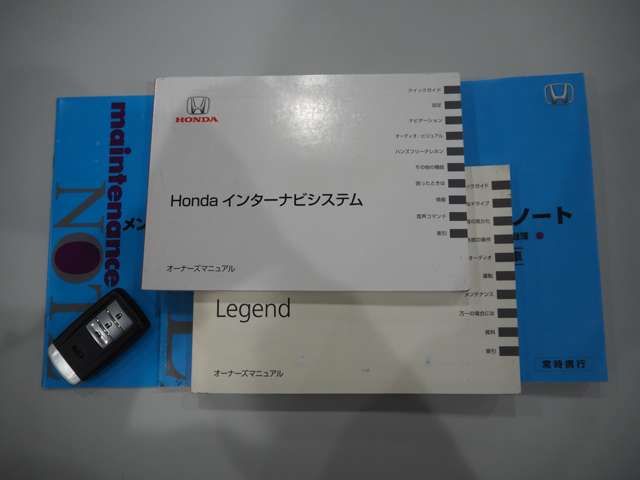 HONDA
Honda インターナビシステム
オーナーズマニュアル
クイックガイド
設定
ナビゲーション
オーディオ、ビジュアル
ハンズフリーテレホン
その他の機能
困ったときは
情報
音声コマンド
索引
Legend
オーナーズマニュアル
ックガイド
オーディオ
運転
メンテナンス
万一の場合には
資料
索引
maintenance
メン
ノート
常時携行